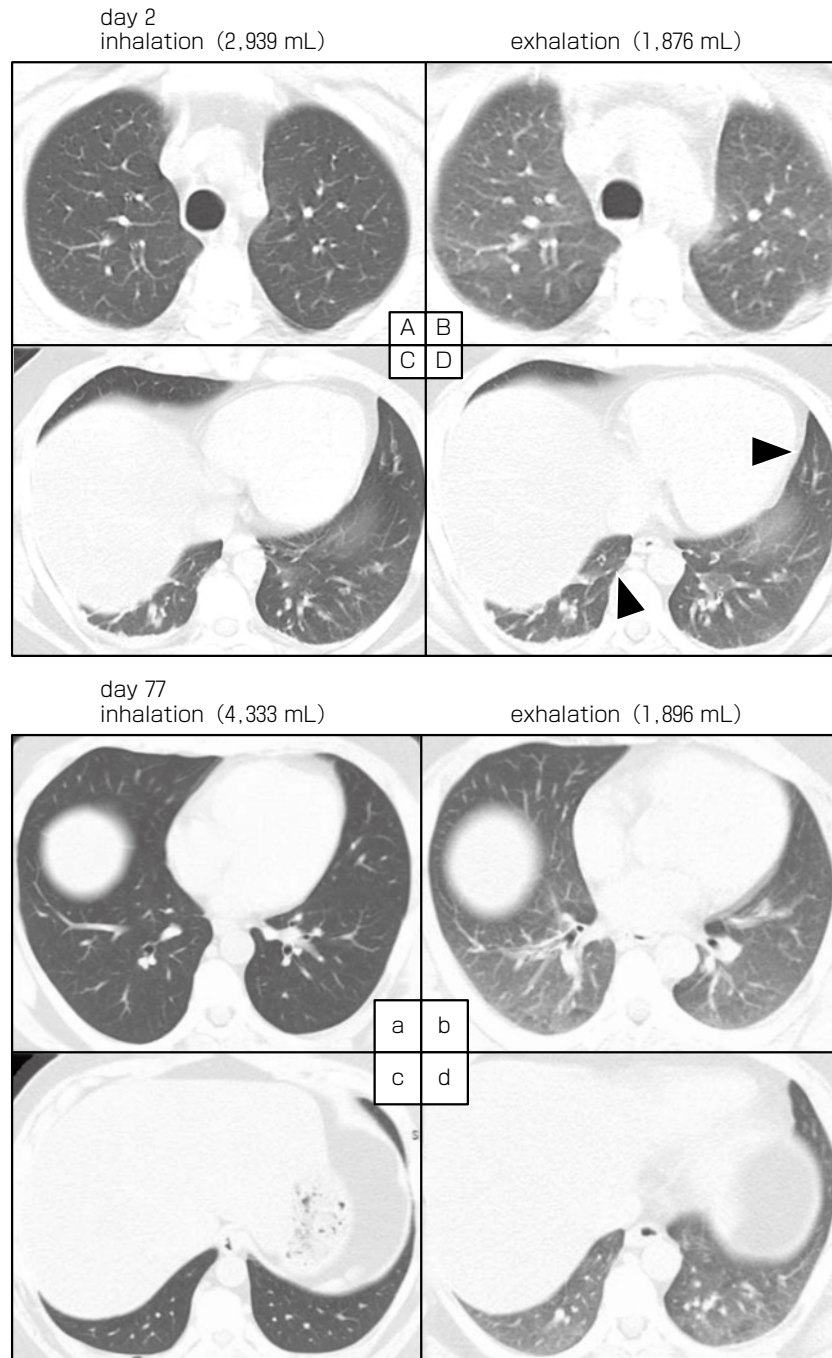 day 2
inhalation (2,939 mL)
exhalation (1,876 mL)
A B
C D
day 77
inhalation (4,333 mL)
exhalation (1,896 mL)
a b
c d
S